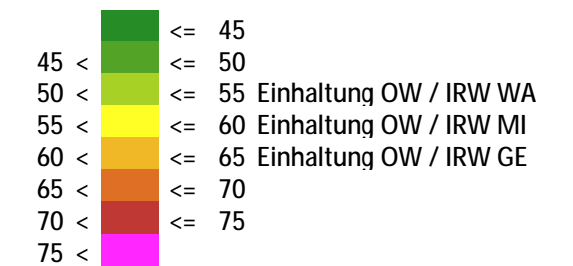 <= 45
45 < <= 50
50 < <= 55 Einhaltung OW / IRW WA
55 < <= 60 Einhaltung OW / IRW MI
60 < <= 65 Einhaltung OW / IRW GE
65 < <= 70
70 < <= 75
75 <